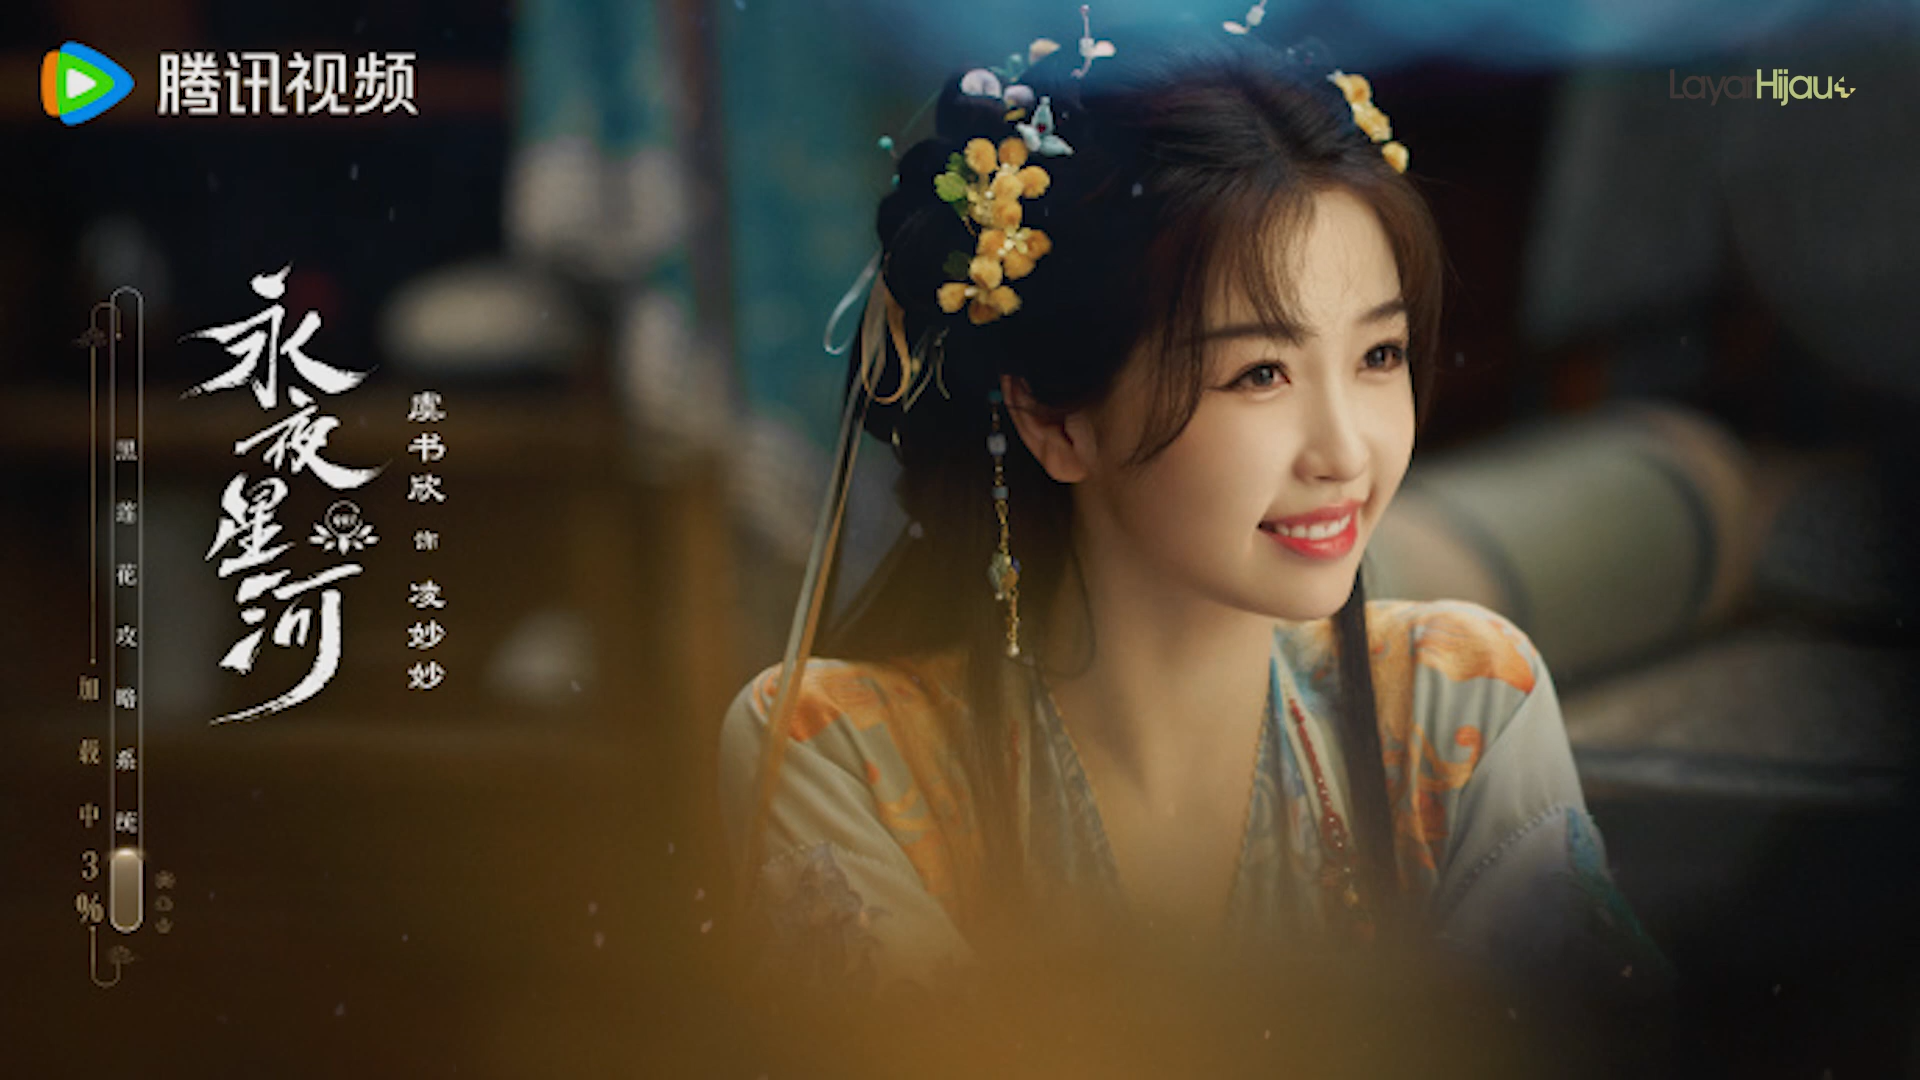 腾讯视频
LayarHijau
永夜星河
虞书欣 饰 凌妙妙
黑莲花攻略系统
加载中3%